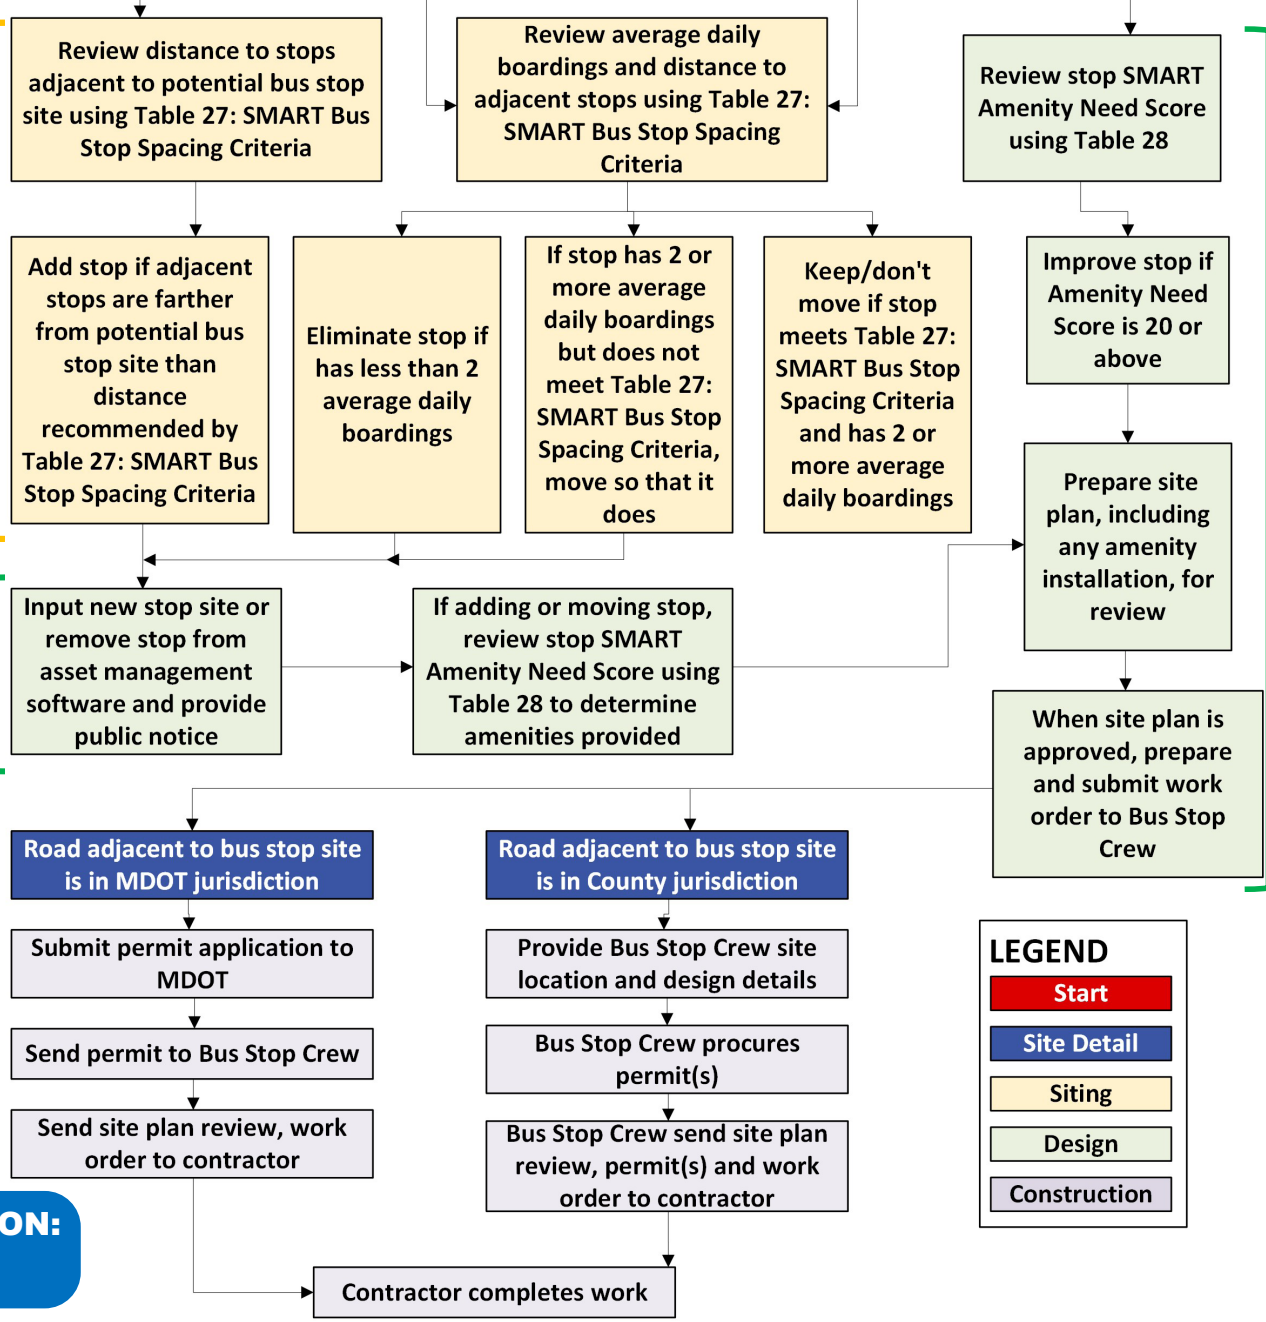 Review distance to stops
adjacent to potential bus stop
site using Table 27: SMART Bus
Stop Spacing Criteria
Review average daily
boardings and distance to
adjacent stops using Table 27:
SMART Bus Stop Spacing
Criteria
Review stop SMART
Amenity Need Score
using Table 28
Add stop if adjacent
stops are farther
from potential bus
stop site than
distance
recommended by
Table 27: SMART Bus
Stop Spacing Criteria
Eliminate stop if
has less than 2
average daily
boardings
If stop has 2 or
more average
daily boardings
but does not
meet Table 27:
SMART Bus Stop
Spacing Criteria,
move so that it
does
Keep/don't
move if stop
meets Table 27:
SMART Bus Stop
Spacing Criteria
and has 2 or
more average
daily boardings
Improve stop if
Amenity Need
Score is 20 or
above
Prepare site
plan, including
any amenity
installation, for
review
Input new stop site or
remove stop from
asset management
software and provide
public notice
If adding or moving stop,
review stop SMART
Amenity Need Score using
Table 28 to determine
amenities provided
When site plan is
approved, prepare
and submit work
order to Bus Stop
Crew
Road adjacent to bus stop site
is in MDOT jurisdiction
Road adjacent to bus stop site
is in County jurisdiction
Submit permit application to
MDOT
Provide Bus Stop Crew site
location and design details
Send permit to Bus Stop Crew
Bus Stop Crew procures
permit(s)
Send site plan review, work
order to contractor
Bus Stop Crew send site plan
review, permit(s) and work
order to contractor
Contractor completes work
LEGEND
Start
Site Detail
Siting
Design
Construction
ON: